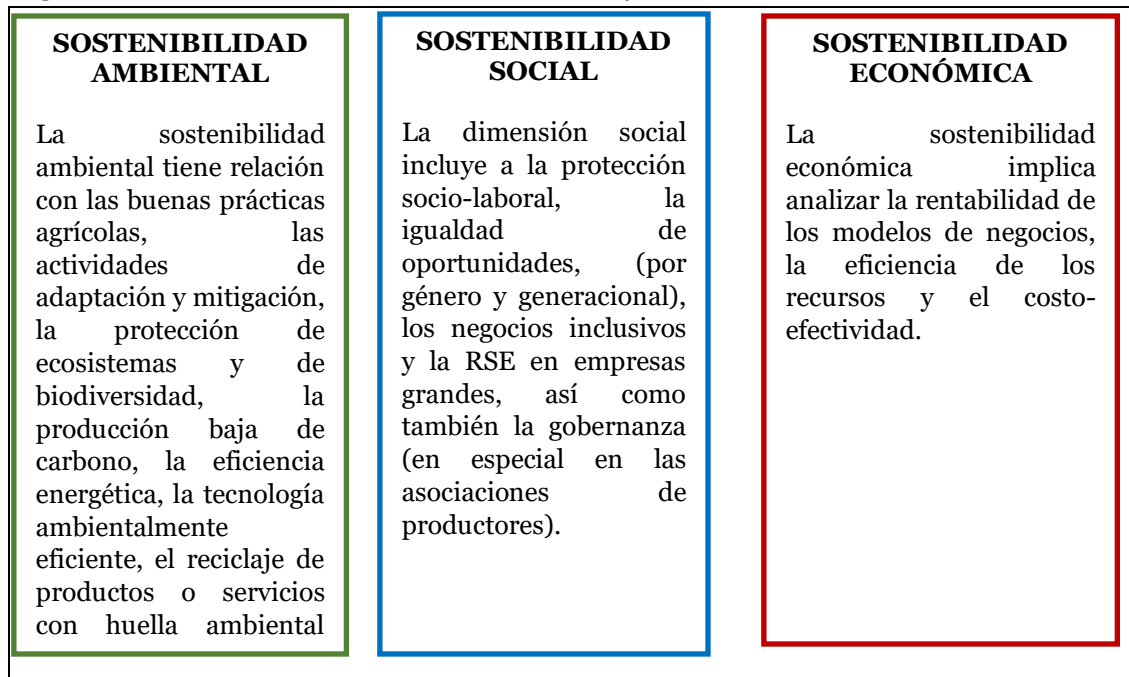 SOSTENIBILIDAD
AMBIENTAL
La sostenibilidad
ambiental tiene relación
con las buenas prácticas
agrícolas, las
actividades de
adaptación y mitigación,
la protección de
ecosistemas y de
biodiversidad, la
producción baja de
carbono, la eficiencia
energética, la tecnología
ambientalmente
eficiente, el reciclaje de
productos o servicios
con huella ambiental
SOSTENIBILIDAD
SOCIAL
La dimensión social
incluye a la protección
socio-laboral, la
igualdad de
oportunidades, (por
género y generacional),
los negocios inclusivos
y la RSE en empresas
grandes, así como
también la gobernanza
(en especial en las
asociaciones de
productores).
SOSTENIBILIDAD
ECONÓMICA
La sostenibilidad
económica implica
analizar la rentabilidad de
los modelos de negocios,
la eficiencia de los
recursos y el costo-
efectividad.